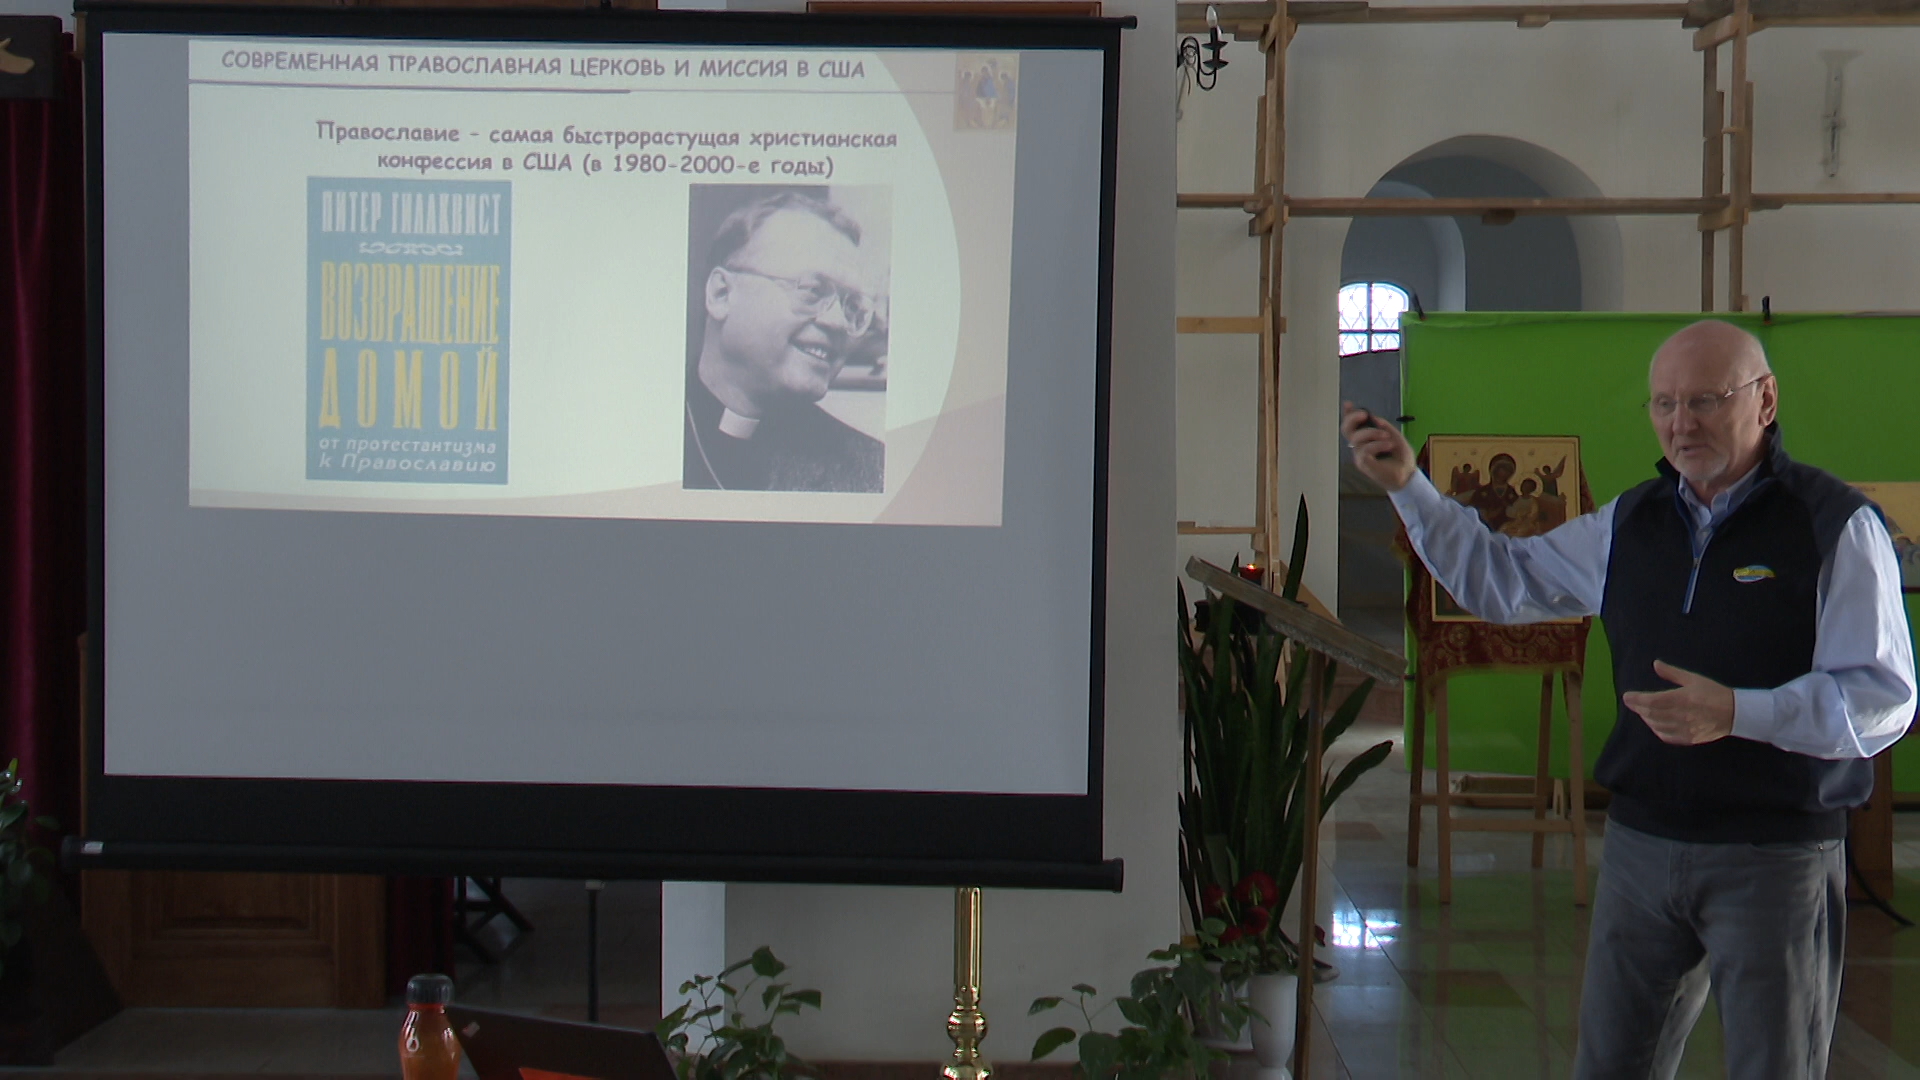 СОВРЕМЕННАЯ ПРАВОСЛАВНАЯ ЦЕРКОВЬ И МИССИЯ В США
Православие - самая быстрорастущая христианская
конфессия в США (в 1980-2000-е годы)
ПИТЕР ГИЛЛКВИСТ
ВОЗВРАЩЕНИЕ
ДОМОЙ
от протестантизма
к Православию